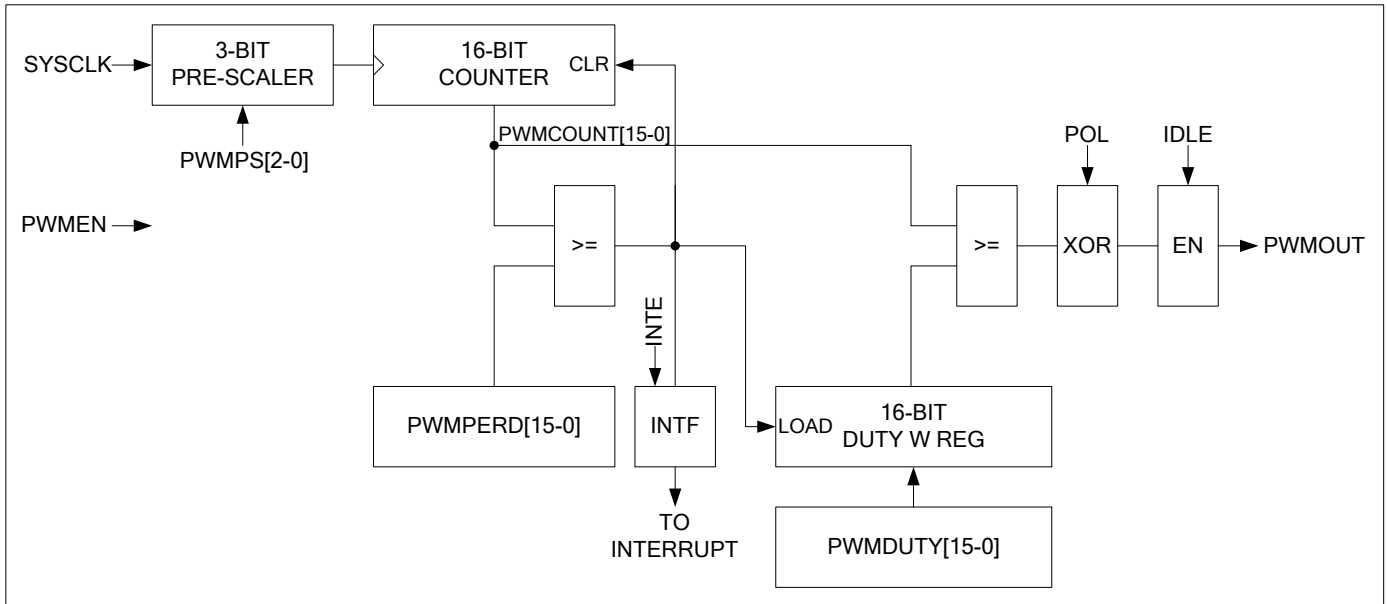 3-BIT
PRE-SCALER
16-BIT
COUNTER
CLR
SYSCLK
PWMPS[2-0]
PWMCOUNT[15-0]
POL
IDLE
PWMEN
>=
>=
XOR
EN
PWMOUT
INTE
PWMPERD[15-0]
INTF
LOAD
16-BIT
DUTY W REG
TO
INTERRUPT
PWMDUTY[15-0]